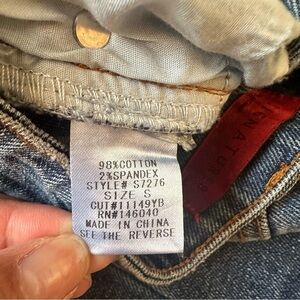 98%COTTON
2%SPANDEX
STYLE# S7276
SIZE S
CUT#11149YB
RN#146040
MADE IN CHINA
SEE THE REVERSE